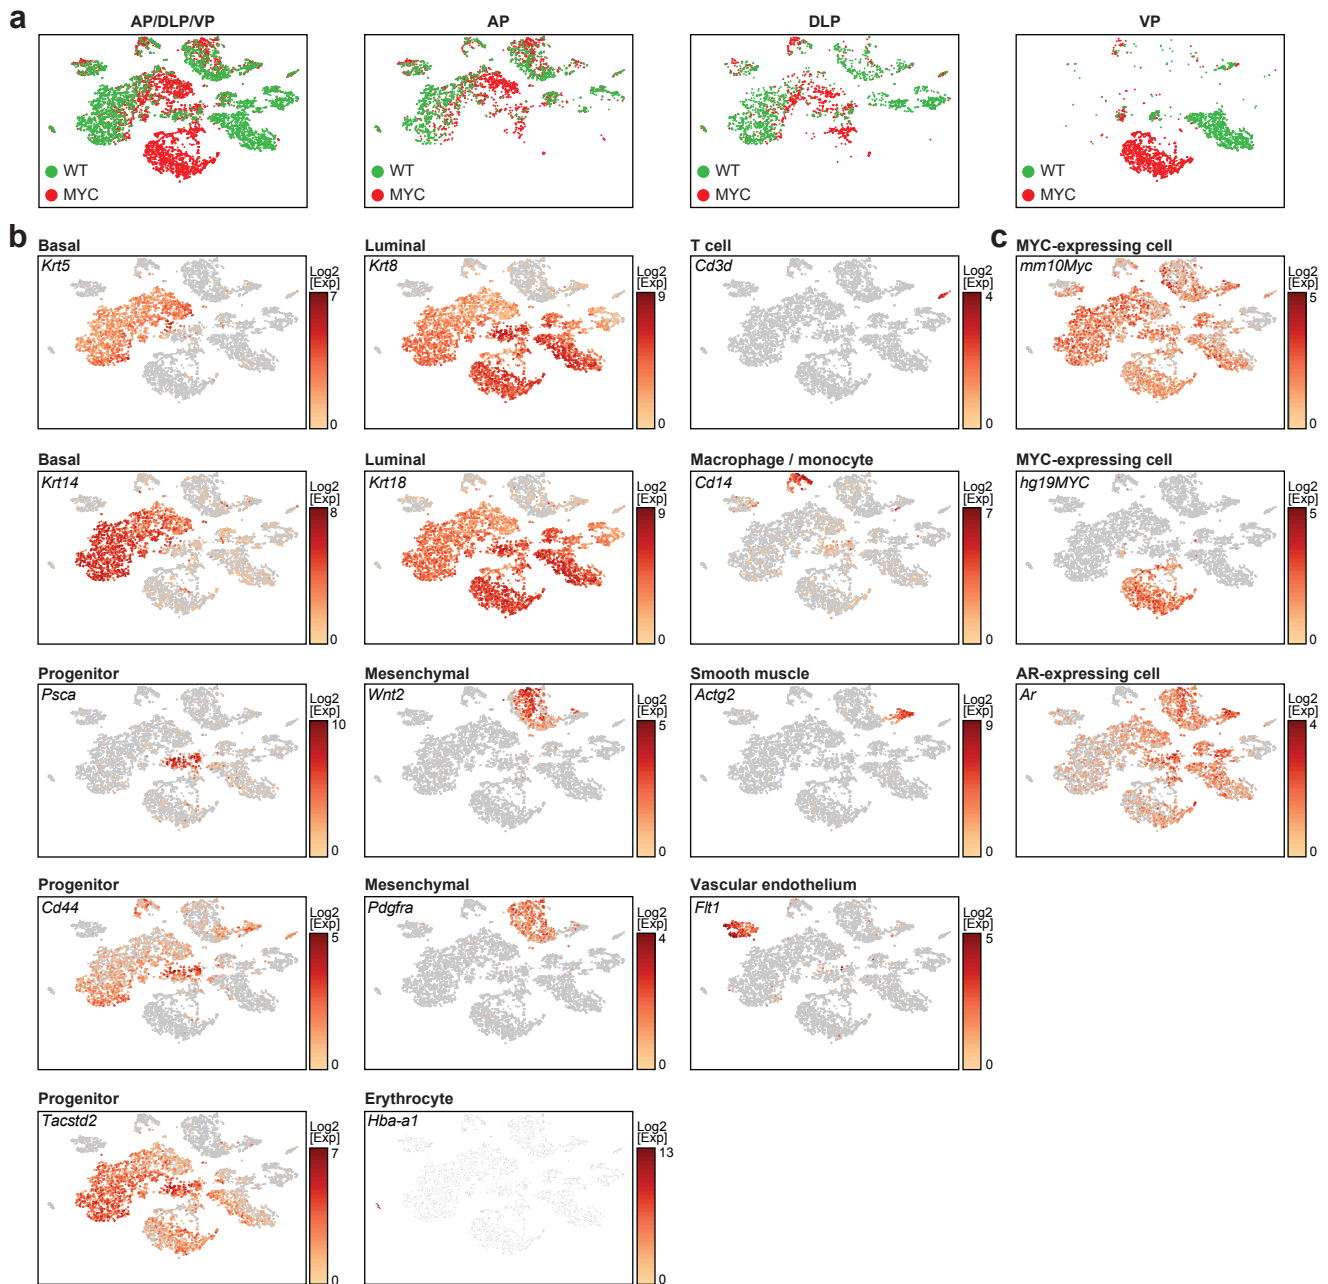 a
AP/DLP/VP
AP
DLP
VP
WT
MYC
WT
MYC
WT
MYC
WT
MYC
b
Basal
Krt5
Log2
[Exp]
7
0
Luminal
Krt8
Log2
[Exp]
9
0
T cell
Cd3d
Log2
[Exp]
4
0
c
MYC-expressing cell
mm10Myc
Log2
[Exp]
5
0
Basal
Krt14
Log2
[Exp]
8
0
Luminal
Krt18
Log2
[Exp]
9
0
Macrophage / monocyte
Cd14
Log2
[Exp]
7
0
MYC-expressing cell
hg19MYC
Log2
[Exp]
5
0
Progenitor
Psca
Log2
[Exp]
10
0
Mesenchymal
Wnt2
Log2
[Exp]
5
0
Smooth muscle
Actg2
Log2
[Exp]
9
0
AR-expressing cell
Ar
Log2
[Exp]
4
0
Progenitor
Cd44
Log2
[Exp]
5
0
Mesenchymal
Pdgfra
Log2
[Exp]
4
0
Vascular endothelium
Flt1
Log2
[Exp]
5
0
Progenitor
Tacstd2
Log2
[Exp]
7
0
Erythrocyte
Hba-a1
Log2
[Exp]
13
0